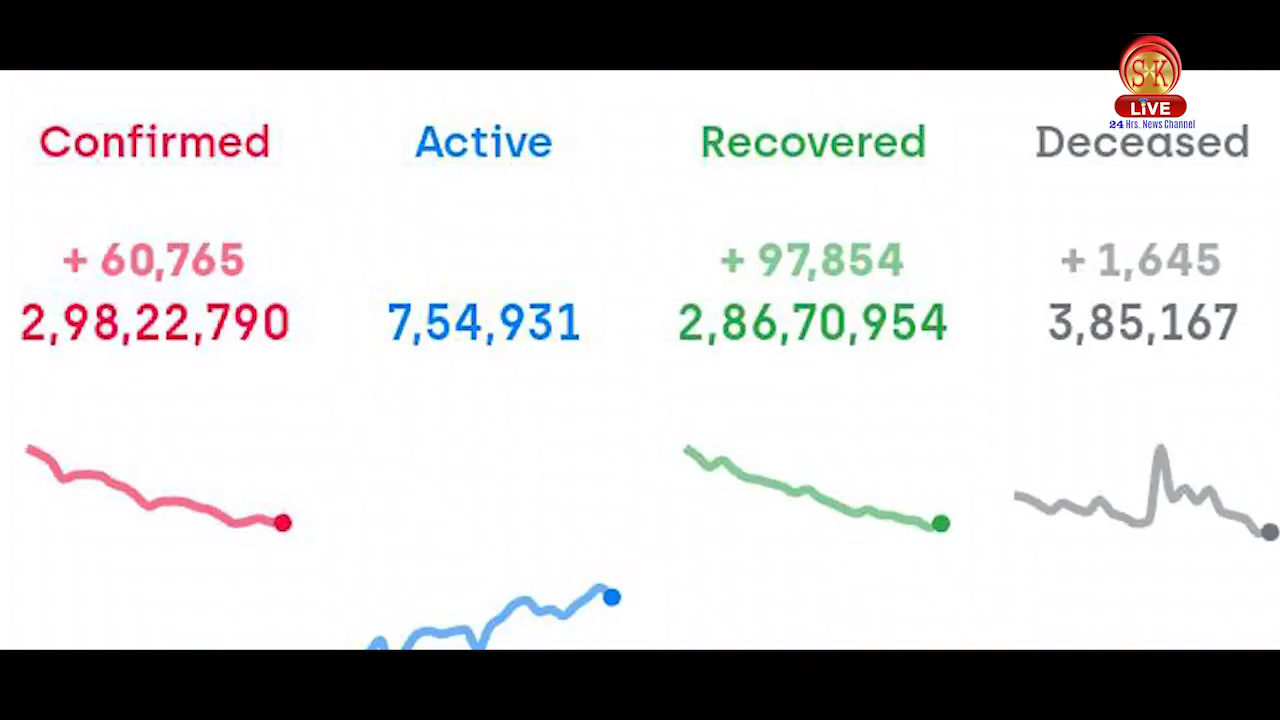 S K
LiVE
24 Hrs. News Channel
Confirmed Active Recovered Deceased
+ 60,765 + 97,854 + 1,645
2,98,22,790 7,54,931 2,86,70,954 3,85,167